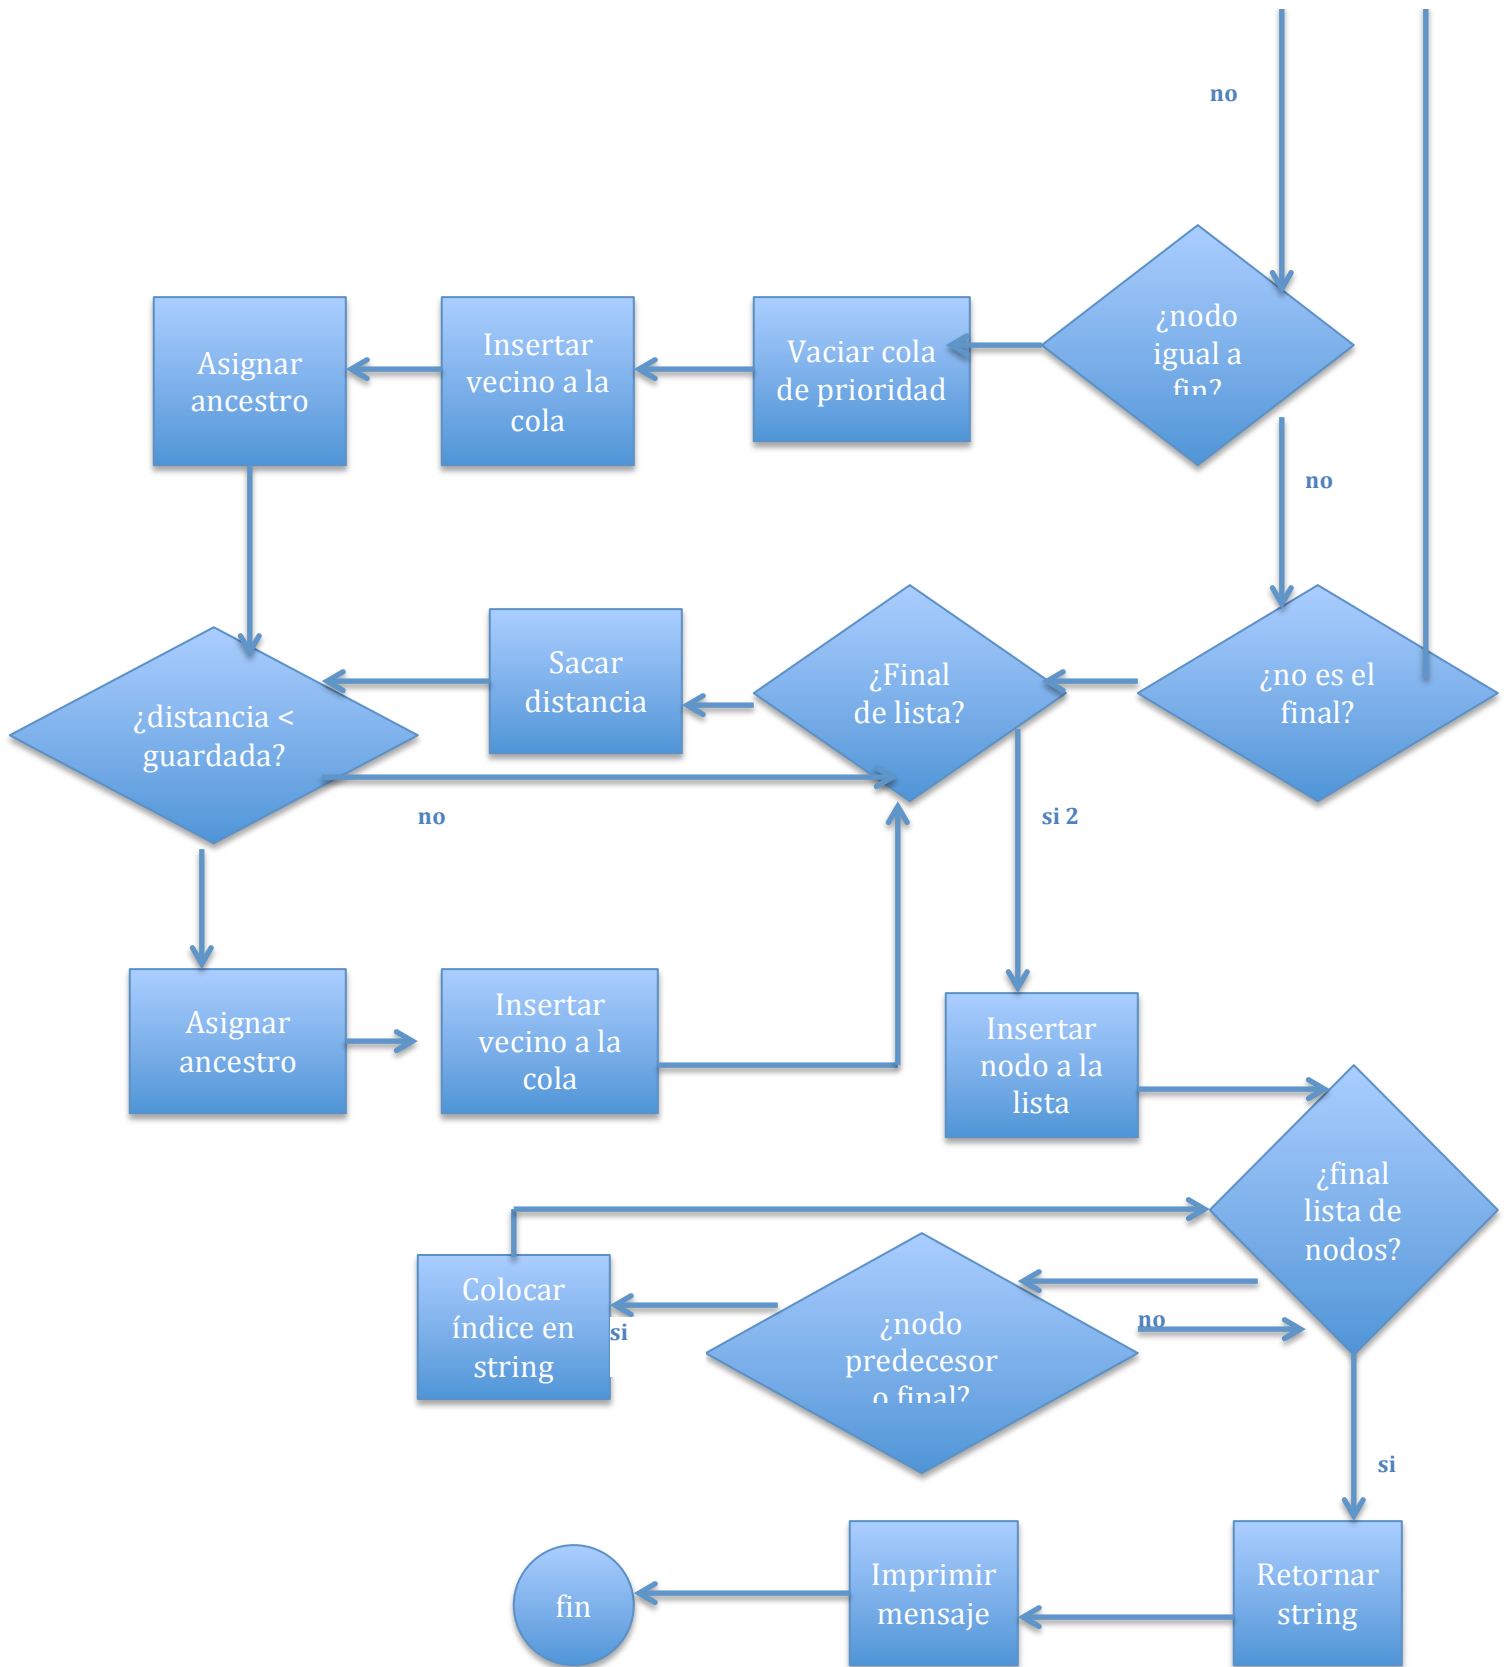 no
¿nodo
igual a
fin?
Vaciar cola
de prioridad
Insertar
vecino a la
cola
Asignar
ancestro
no
¿no es el
final?
¿Final
de lista?
Sacar
distancia
¿distancia <
guardada?
no
si 2
Asignar
ancestro
Insertar
vecino a la
cola
Insertar
nodo a la
lista
¿final
lista de
nodos?
Colocar
índice en
string
si
¿nodo
predecesor
o final?
no
si
Retornar
string
Imprimir
mensaje
fin